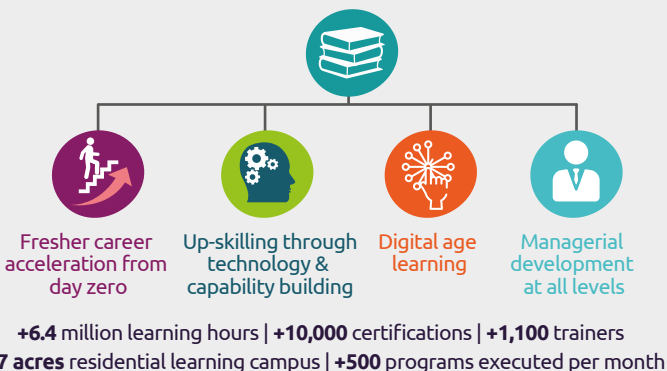 Fresher career
acceleration from
day zero
Up-skilling through
technology &
capability building
Digital age
learning
Managerial
development
at all levels
+6.4 million learning hours | +10,000 certifications | +1,100 trainers
7 acres residential learning campus | +500 programs executed per month